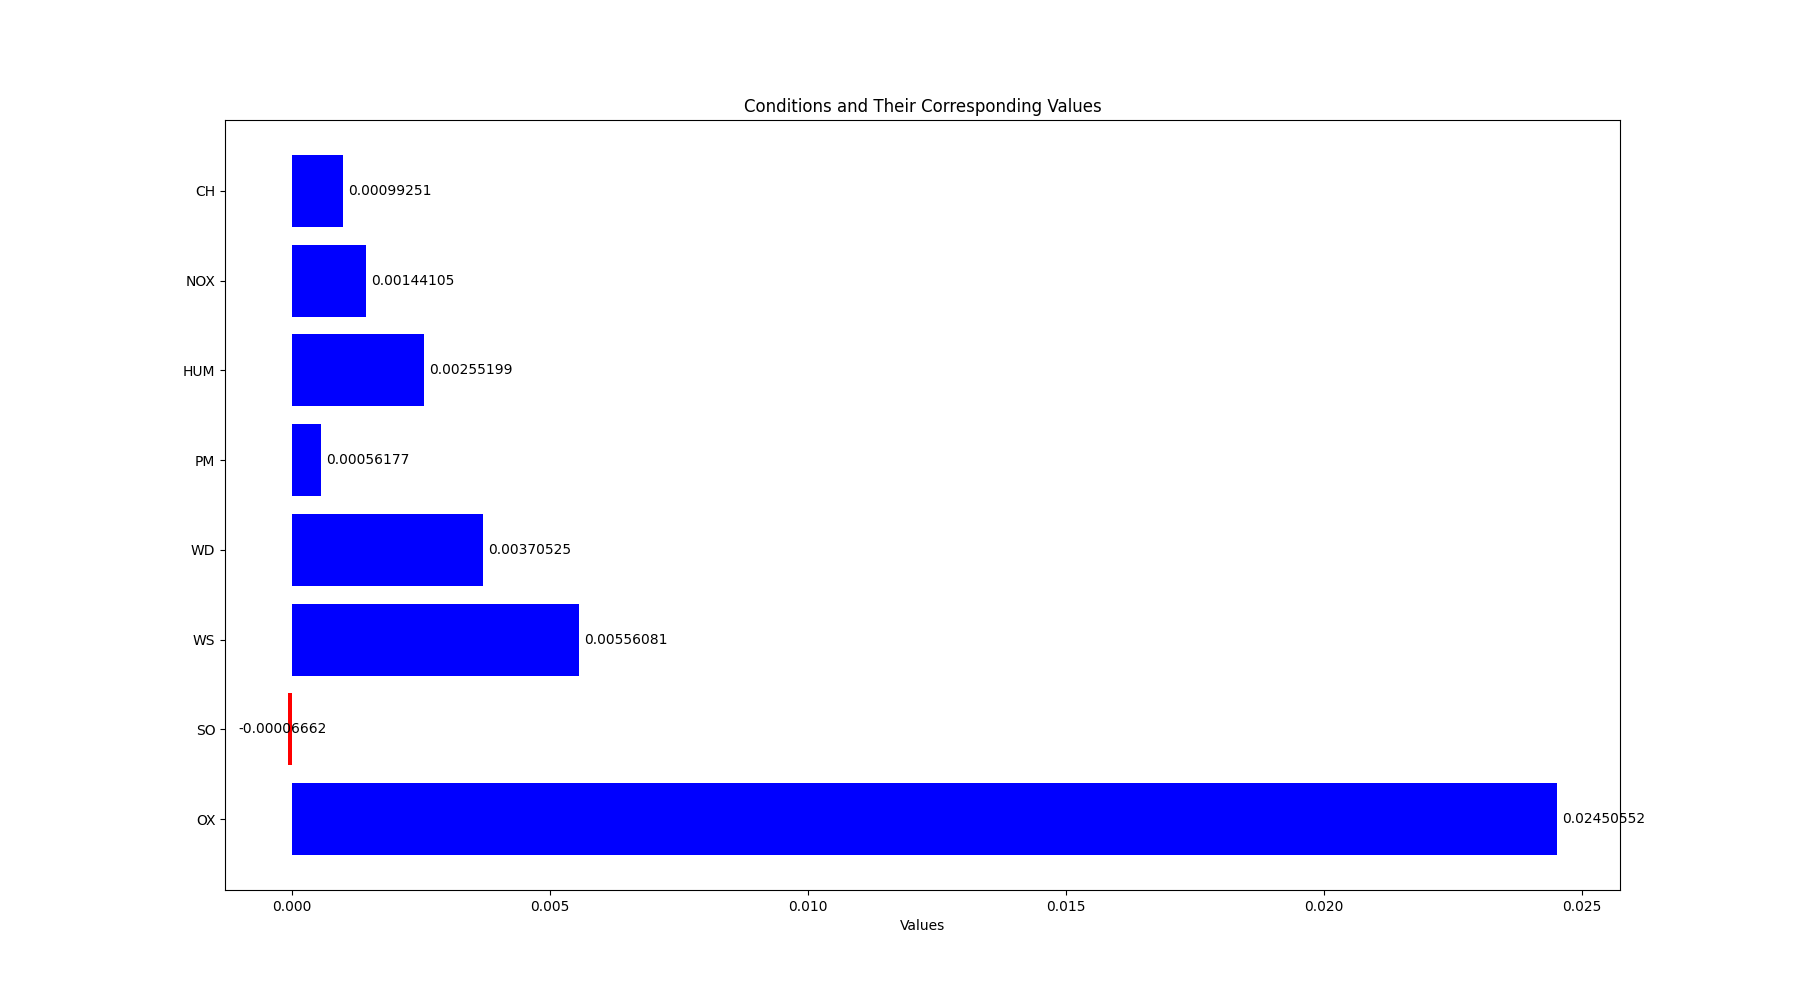 Conditions and Their Corresponding Values
CH 0.00099251
NOX 0.00144105
HUM 0.00255199
PM 0.00056177
WD 0.00370525
WS 0.00556081
SO -0.00006662
OX 0.02450552
0.000 0.005 0.010 0.015 0.020 0.025
Values